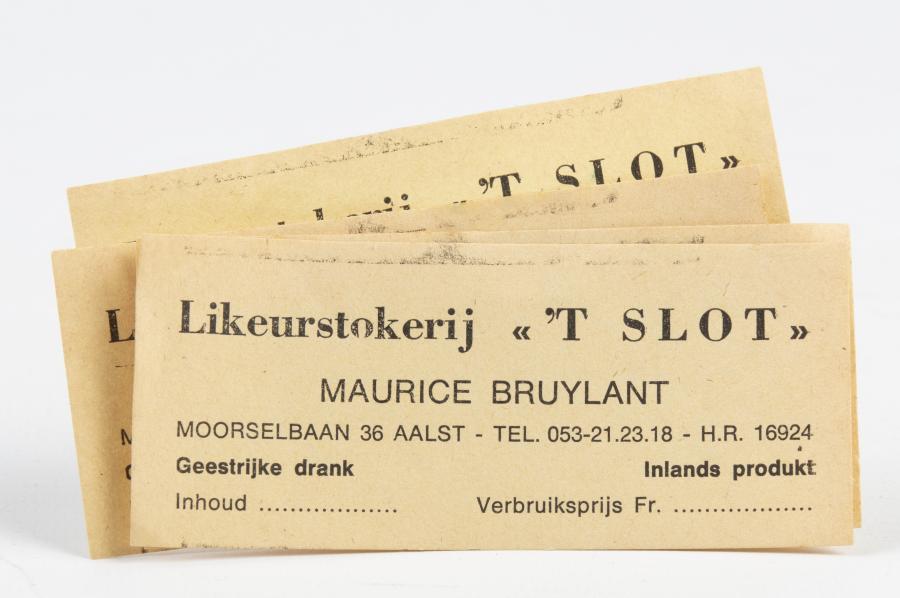 'T SLOT »
Likeurstokerij « 'T SLOT »
MAURICE BRUYLANT
MOORSELBAAN 36 AALST - TEL. 053-21.23.18 - H.R. 16924
Geestrijke drank Inlands produkt
Inhoud .................. Verbruiksprijs Fr. ..................